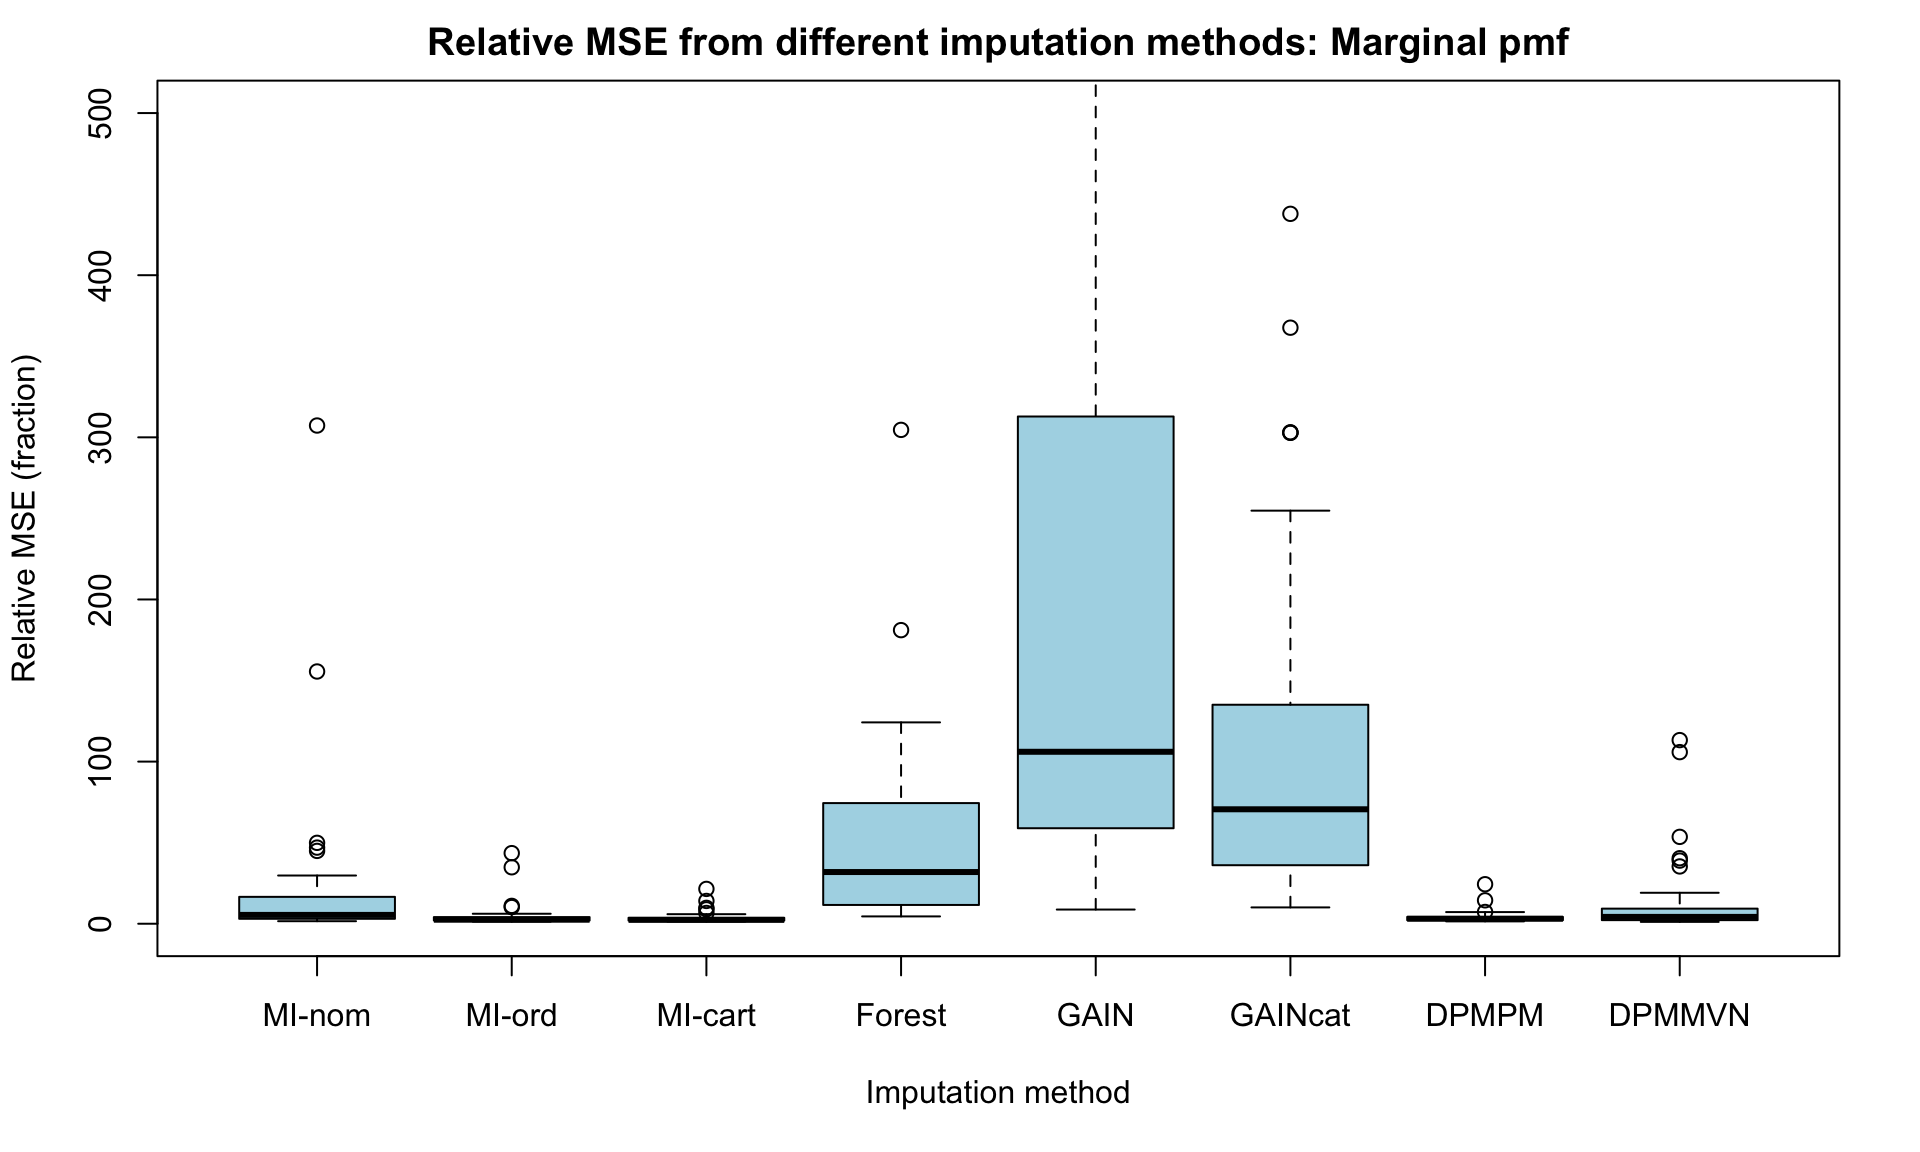 Relative MSE from different imputation methods: Marginal pmf
Relative MSE (fraction)
500
400
300
200
100
0
MI-nom MI-ord MI-cart Forest GAIN GAINcat DPMPM DPMMVN
Imputation method